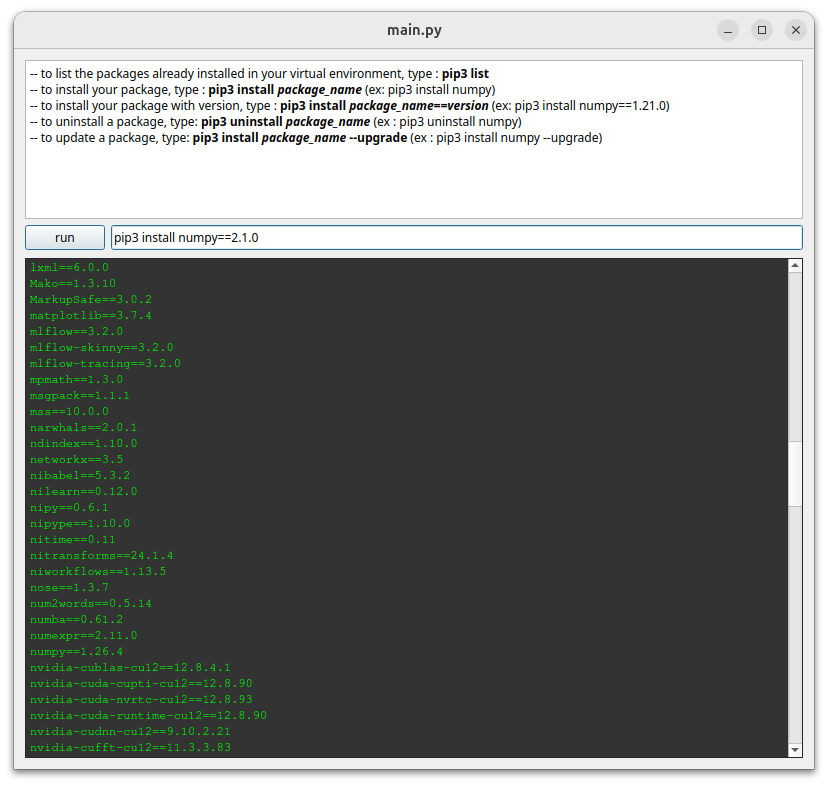 main.py
-- to list the packages already installed in your virtual environment, type : pip3 list
-- to install your package, type : pip3 install package_name (ex: pip3 install numpy)
-- to install your package with version, type : pip3 install package_name==version (ex: pip3 install numpy==1.21.0)
-- to uninstall a package, type: pip3 uninstall package_name (ex : pip3 uninstall numpy)
-- to update a package, type: pip3 install package_name --upgrade (ex : pip3 install numpy --upgrade)
run pip3 install numpy==2.1.0
lxml==6.0.0
Mako==1.3.10
MarkupSafe==3.0.2
matplotlib==3.7.4
mlflow==3.2.0
mlflow-skinny==3.2.0
mlflow-tracing==3.2.0
mpmath==1.3.0
msgpack==1.1.1
mss==10.0.0
narwhals==2.0.1
ndindex==1.10.0
networkx==3.5
nibabel==5.3.2
nilearn==0.12.0
nipy==0.6.1
nipype==1.10.0
nitime==0.11
nitransforms==24.1.4
niworkflows==1.13.5
nose==1.3.7
num2words==0.5.14
numba==0.61.2
numexpr==2.11.0
numpy==1.26.4
nvidia-cublas-cu12==12.8.4.1
nvidia-cuda-cupti-cu12==12.8.90
nvidia-cuda-nvrtc-cu12==12.8.93
nvidia-cuda-runtime-cu12==12.8.90
nvidia-cudnn-cu12==9.10.2.21
nvidia-cufft-cu12==11.3.3.83